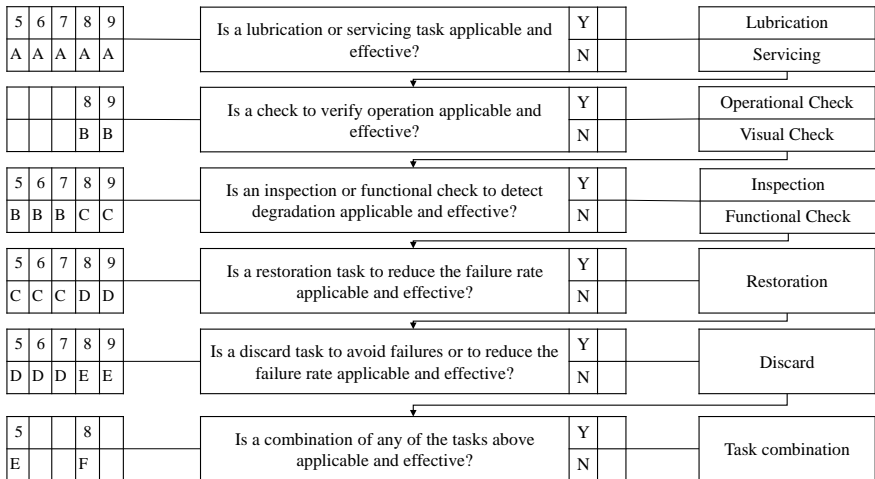 5 6 7 8 9
A A A A A
Is a lubrication or servicing task applicable and
effective?
Y
N
Lubrication
Servicing
8 9
B B
Is a check to verify operation applicable and
effective?
Y
N
Operational Check
Visual Check
5 6 7 8 9
B B B C C
Is an inspection or functional check to detect
degradation applicable and effective?
Y
N
Inspection
Functional Check
5 6 7 8 9
C C C D D
Is a restoration task to reduce the failure rate
applicable and effective?
Y
N
Restoration
5 6 7 8 9
D D D E E
Is a discard task to avoid failures or to reduce the
failure rate applicable and effective?
Y
N
Discard
5 8
E F
Is a combination of any of the tasks above
applicable and effective?
Y
N
Task combination